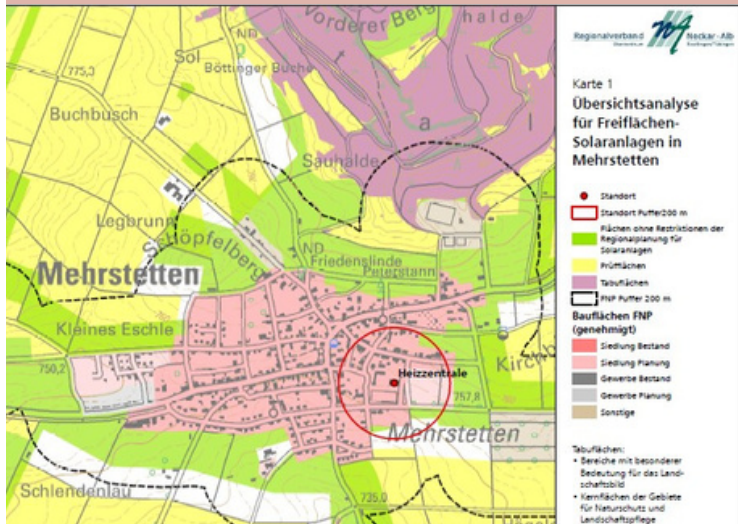 Vorderer Berg
halde
ND
Sol
Böttinger Buche
775,3
Buchbusch
a
l
Sauhalde
Legbrunn
Schöpfelberg
ND
Friedenslinde
Peterstann
Mehrstetten
Kleines Eschle
750,2
Heizzentrale
757,8
Mehrstetten
Schlendenlau
735,0
Regionalverband
Neckar-Alb
Karte 1
Übersichtsanalyse
für Freiflächen-
Solaranlagen in
Mehrstetten
Standort
Standort Puffer200 m
Flächen ohne Restriktionen der
Regionalplanung für
Solaranlagen
Prüfflächen
Tabuflächen
FNP Puffer 200 m
Bauflächen FNP
(genehmigt)
Siedlung Bestand
Siedlung Planung
Gewerbe Bestand
Gewerbe Planung
Sonstige
Tabuflächen:
• Bereiche mit besonderer
Bedeutung für das Land-
schaftsbild
• Kernflächen der Gebiete
für Naturschutz und
Landschaftspflege